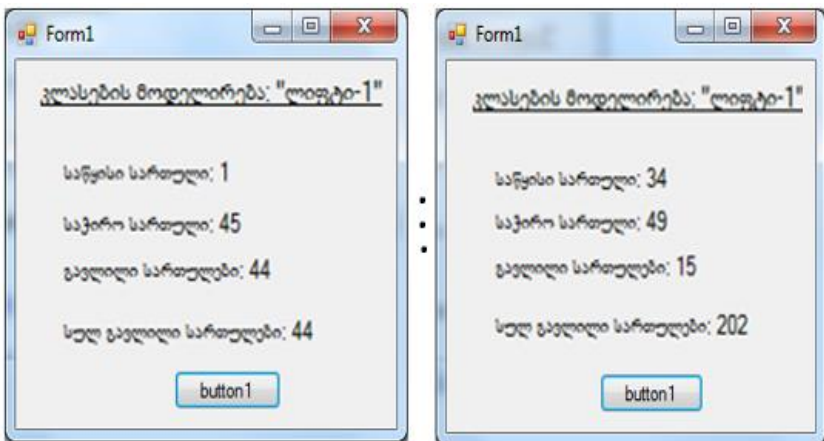 Form1
კლასების მოდელირება: "ლიფტი-1"
საწყისი სართული: 1
საჭირო სართული: 45
გავლილი სართულები: 44
სულ გავლილი სართულები: 44
button1
Form1
კლასების მოდელირება: "ლიფტი-1"
საწყისი სართული: 34
საჭირო სართული: 49
გავლილი სართულები: 15
სულ გავლილი სართულები: 202
button1